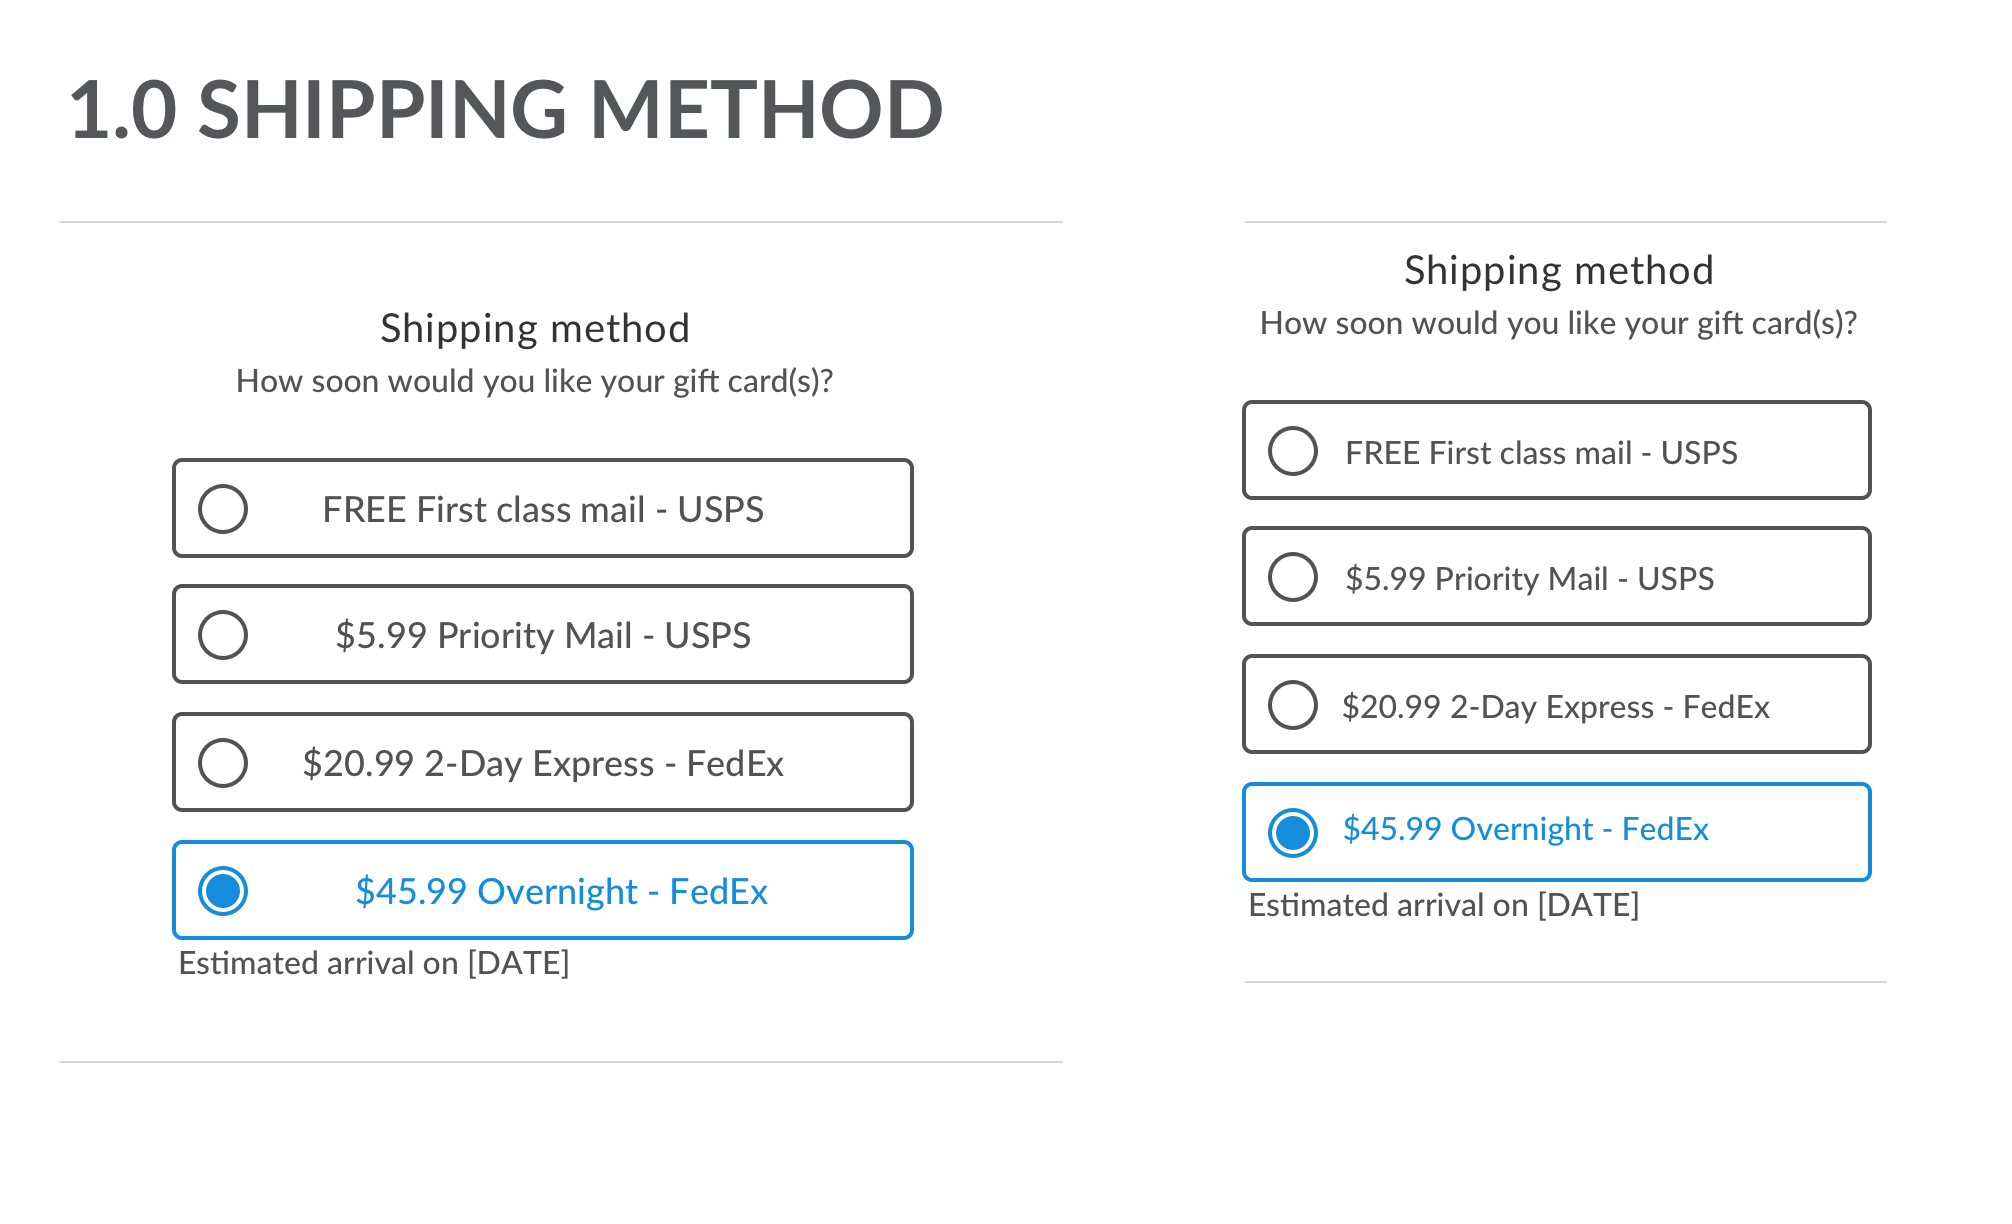 1.0 SHIPPING METHOD
Shipping method
How soon would you like your gift card(s)?
FREE First class mail - USPS
$5.99 Priority Mail - USPS
$20.99 2-Day Express - FedEx
$45.99 Overnight - FedEx
Estimated arrival on [DATE]
Shipping method
How soon would you like your gift card(s)?
FREE First class mail - USPS
$5.99 Priority Mail - USPS
$20.99 2-Day Express - FedEx
$45.99 Overnight - FedEx
Estimated arrival on [DATE]